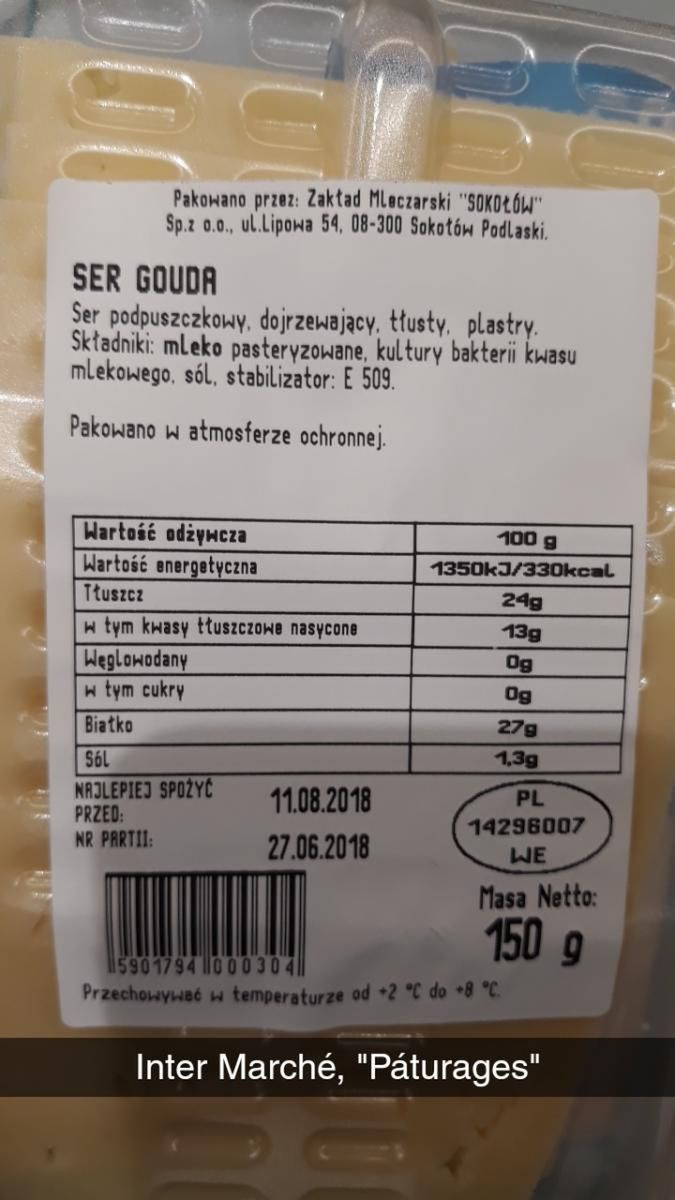 Pakowano przez: Zakład Mleczarski "SOKOŁÓW"
Sp.z o.o., ul.Lipowa 54, 08-300 Sokołów Podlaski.
SER GOUDA
Ser podpuszczkowy, dojrzewający, tłusty, plastry.
Składniki: mleko pasteryzowane, kultury bakterii kwasu
mlekowego, sól, stabilizator: E 509.
Pakowano w atmosferze ochronnej.
Wartość odżywcza 100 g
Wartość energetyczna 1350kJ/330kcal
Tłuszcz 24g
w tym kwasy tłuszczowe nasycone 13g
Węglowodany 0g
w tym cukry 0g
Białko 27g
Sól 1,3g
NAJLEPIEJ SPOŻYĆ
PRZED: 11.08.2018
NR PARTII: 27.06.2018
PL
14296007
WE
Masa Netto:
150 g
5901794000304
Przechowywać w temperaturze od +2 °C do +8 °C.
Inter Marché, "Páturages"